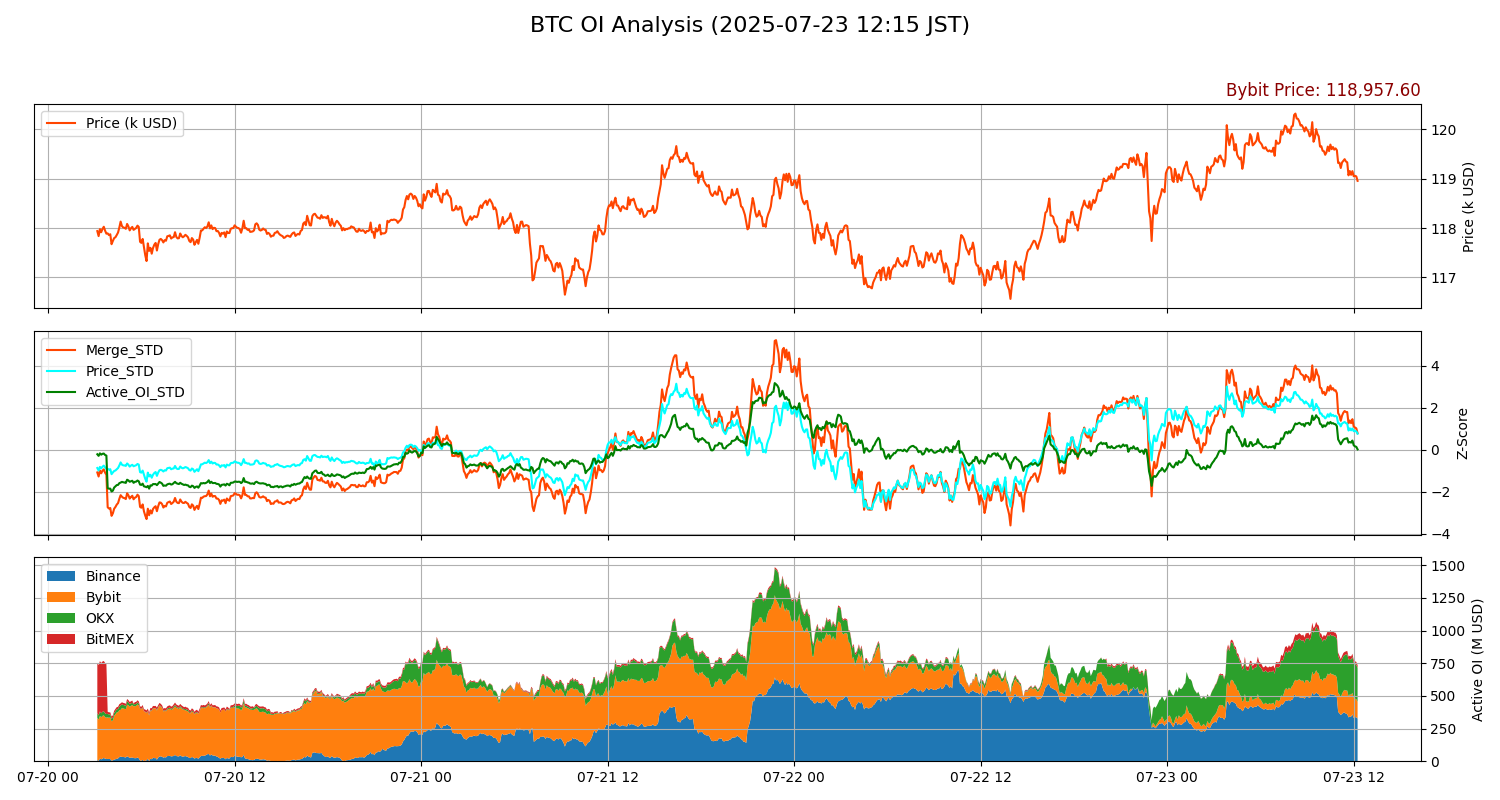 BTC OI Analysis (2025-07-23 12:15 JST)
Bybit Price: 118,957.60
Price (k USD)
120
119
118
117
Price (k USD)
Merge_STD
Price_STD
Active_OI_STD
4
2
0
−2
−4
Z-Score
Binance
Bybit
OKX
BitMEX
1500
1250
1000
750
500
250
0
Active OI (M USD)
07-20 00
07-20 12
07-21 00
07-21 12
07-22 00
07-22 12
07-23 00
07-23 12